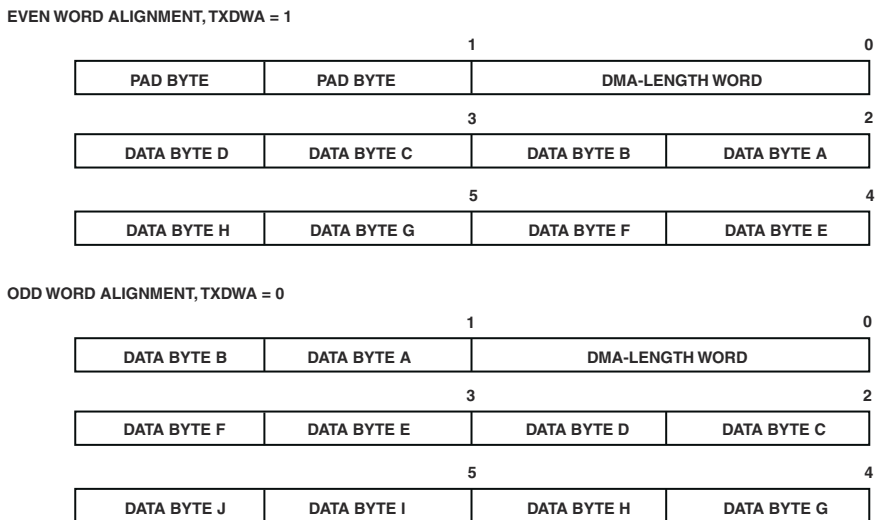 EVEN WORD ALIGNMENT, TXDWA = 1
1 0
PAD BYTE PAD BYTE DMA-LENGTH WORD
3 2
DATA BYTE D DATA BYTE C DATA BYTE B DATA BYTE A
5 4
DATA BYTE H DATA BYTE G DATA BYTE F DATA BYTE E
ODD WORD ALIGNMENT, TXDWA = 0
1 0
DATA BYTE B DATA BYTE A DMA-LENGTH WORD
3 2
DATA BYTE F DATA BYTE E DATA BYTE D DATA BYTE C
5 4
DATA BYTE J DATA BYTE I DATA BYTE H DATA BYTE G